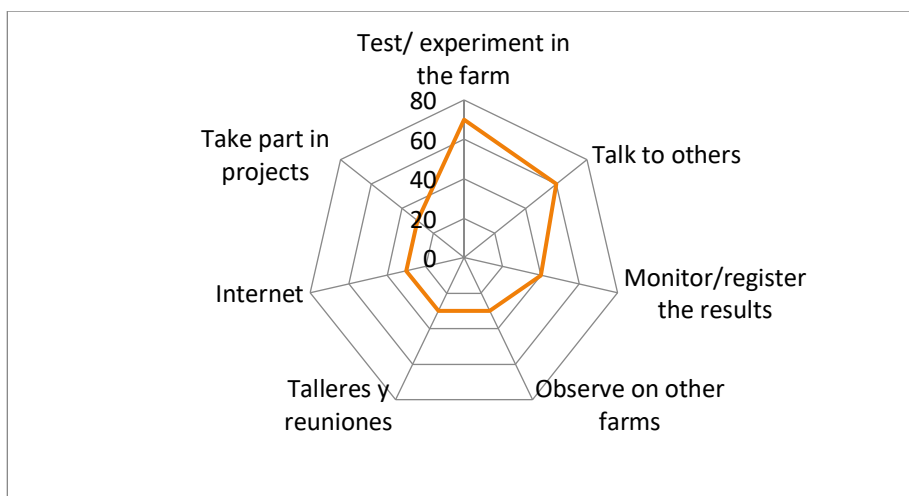 Test/ experiment in
the farm
80
60
40
20
0
Talk to others
Monitor/register
the results
Observe on other
farms
Talleres y
reuniones
Internet
Take part in
projects